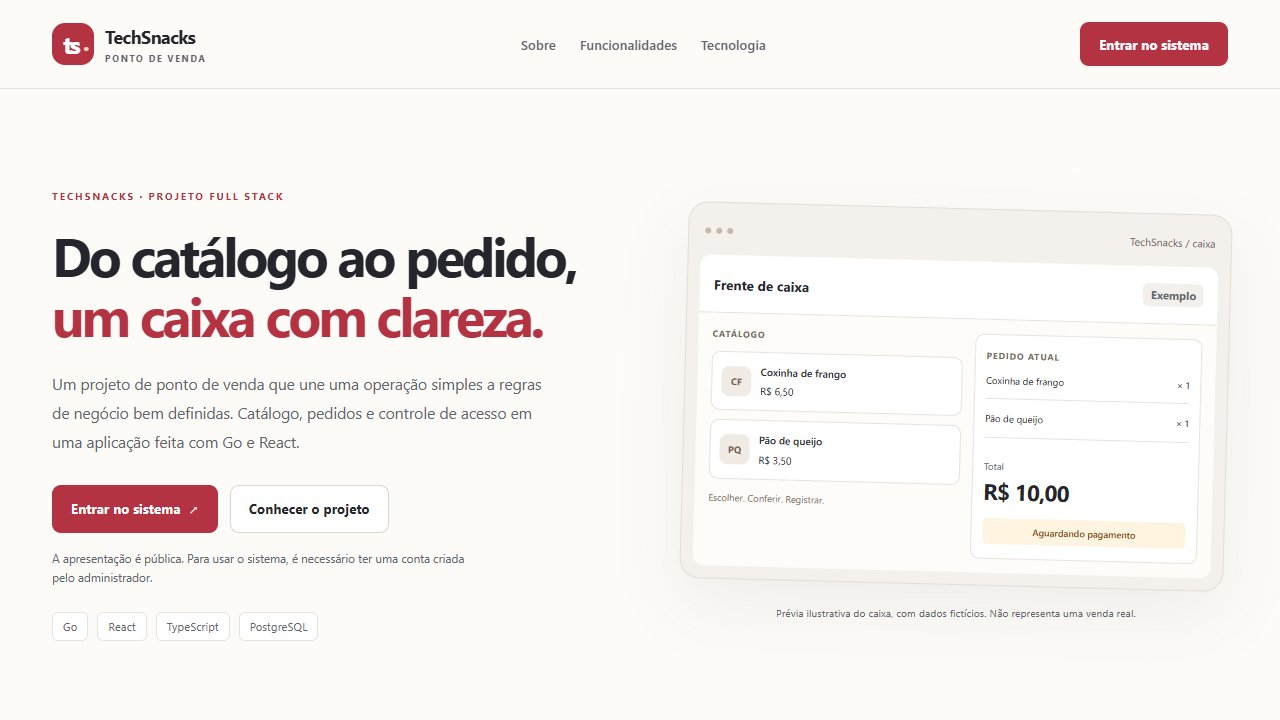 ts.
TechSnacks
PONTO DE VENDA
Sobre
Funcionalidades
Tecnologia
Entrar no sistema
TECHSNACKS · PROJETO FULL STACK
Do catálogo ao pedido,
um caixa com clareza.
Um projeto de ponto de venda que une uma operação simples a regras
de negócio bem definidas. Catálogo, pedidos e controle de acesso em
uma aplicação feita com Go e React.
Entrar no sistema ↗
Conhecer o projeto
A apresentação é pública. Para usar o sistema, é necessário ter uma conta criada
pelo administrador.
Go
React
TypeScript
PostgreSQL
TechSnacks / caixa
Frente de caixa
Exemplo
CATÁLOGO
CF
Coxinha de frango
R$ 6,50
PQ
Pão de queijo
R$ 3,50
Escolher. Conferir. Registrar.
PEDIDO ATUAL
Coxinha de frango × 1
Pão de queijo × 1
Total
R$ 10,00
Aguardando pagamento
Prévia ilustrativa do caixa, com dados fictícios. Não representa uma venda real.